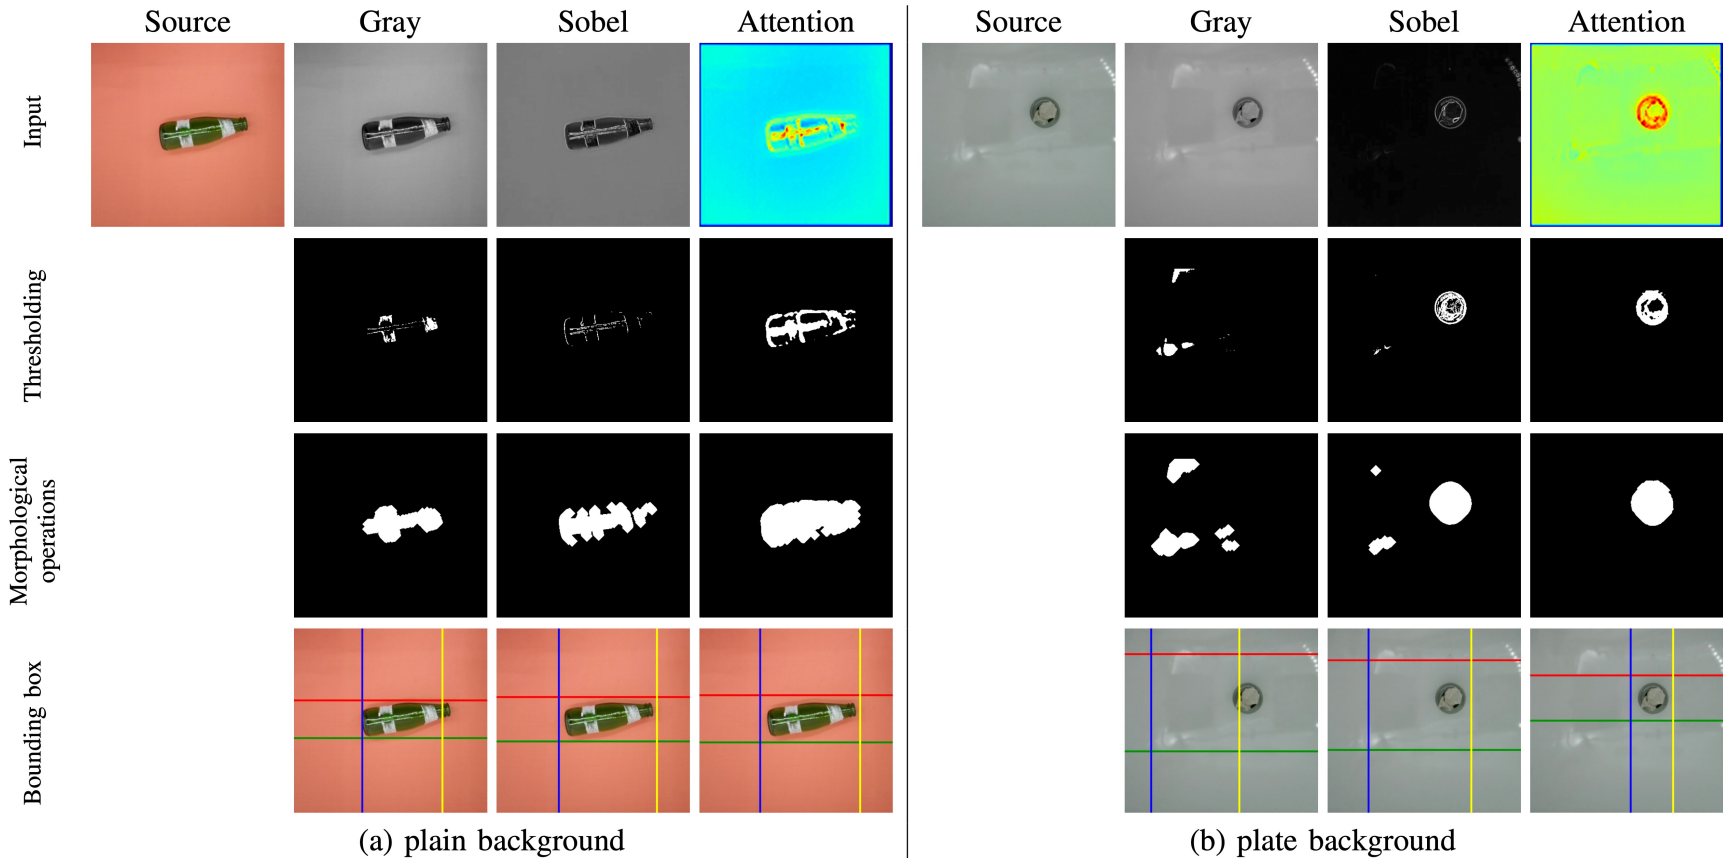 Source Gray Sobel Attention Source Gray Sobel Attention
Input
Thresholding
Morphological
operations
Bounding box
(a) plain background (b) plate background